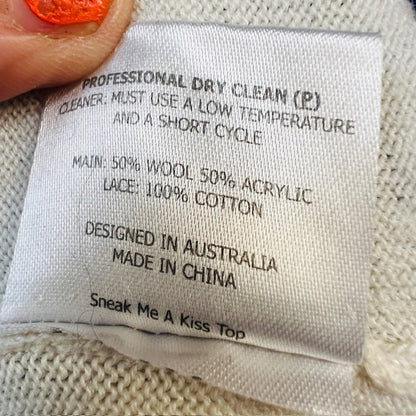 PROFESSIONAL DRY CLEAN (P)
CLEANER: MUST USE A LOW TEMPERATURE
AND A SHORT CYCLE
MAIN: 50% WOOL 50% ACRYLIC
LACE: 100% COTTON
DESIGNED IN AUSTRALIA
MADE IN CHINA
Sneak Me A Kiss Top